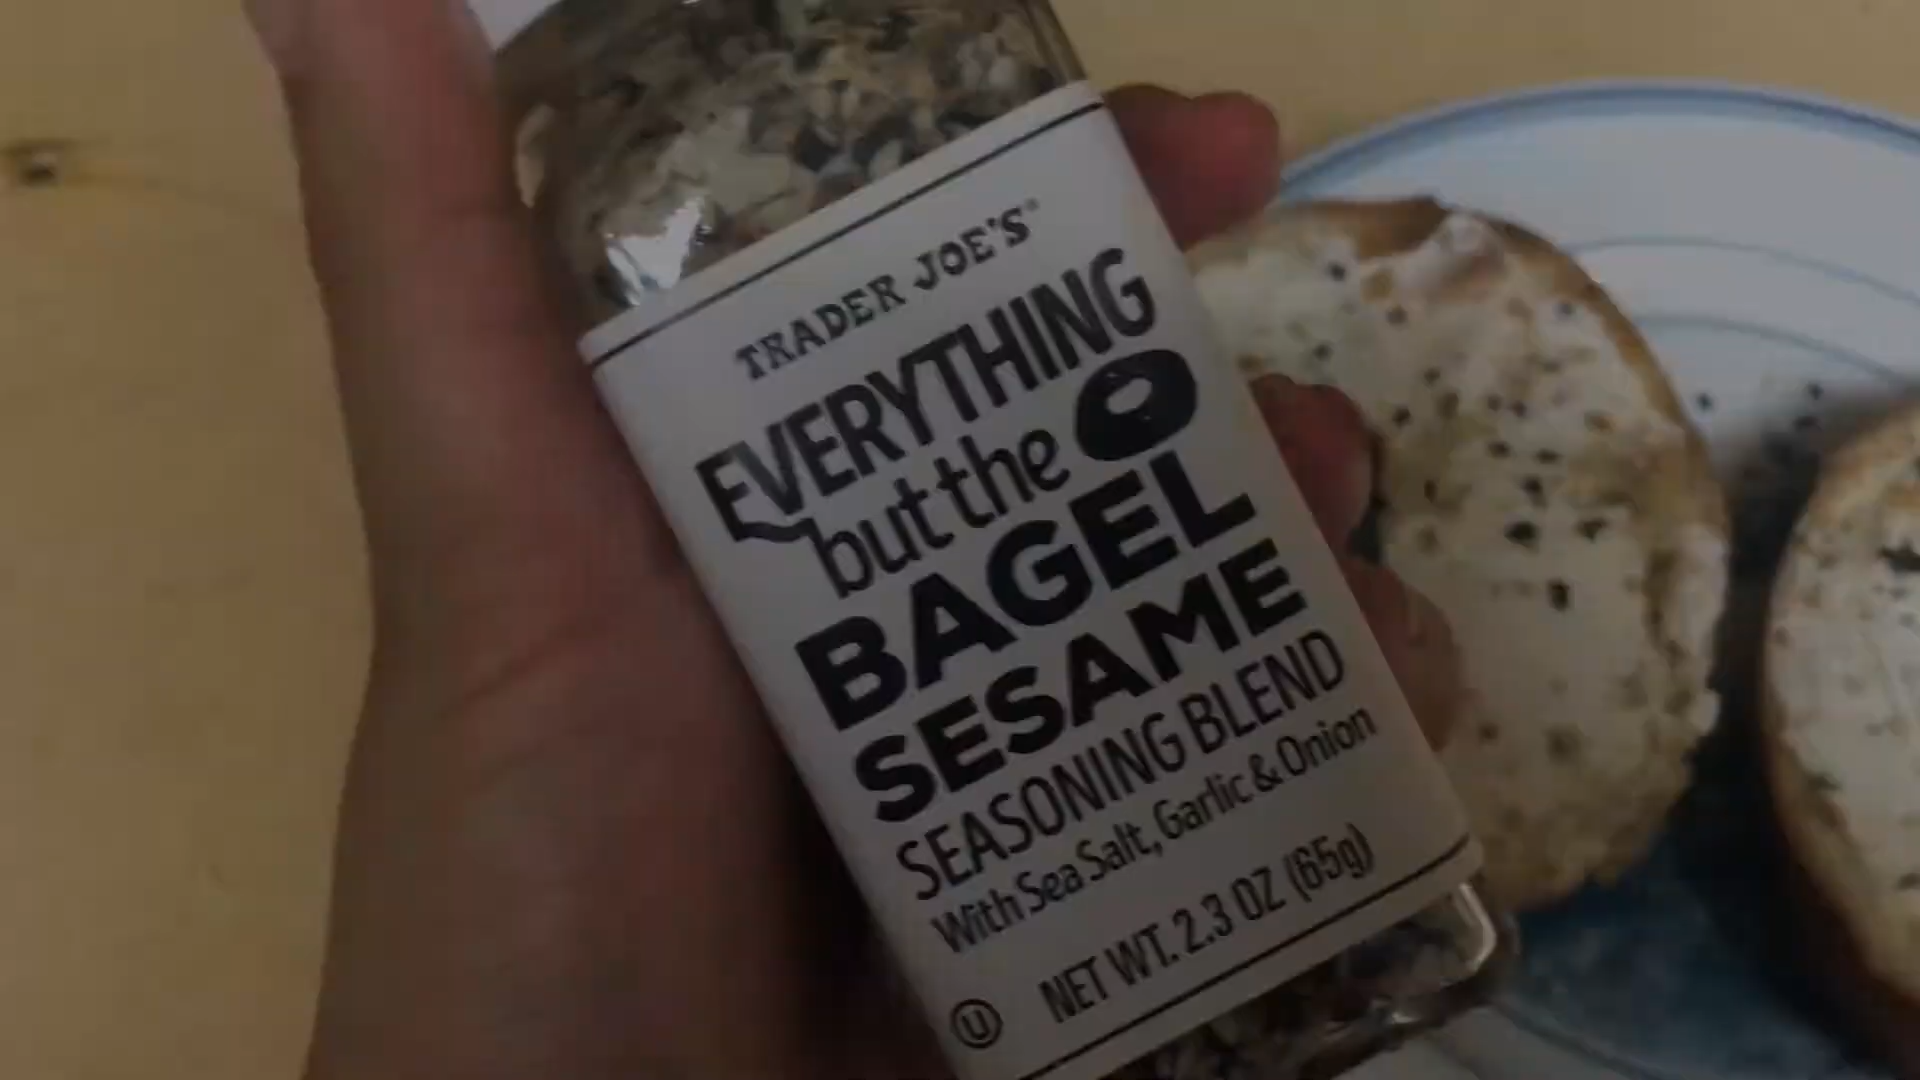 TRADER JOE'S®
EVERYTHING
but the
BAGEL
SESAME
SEASONING BLEND
With Sea Salt, Garlic & Onion
NET WT. 2.3 OZ (65g)
U